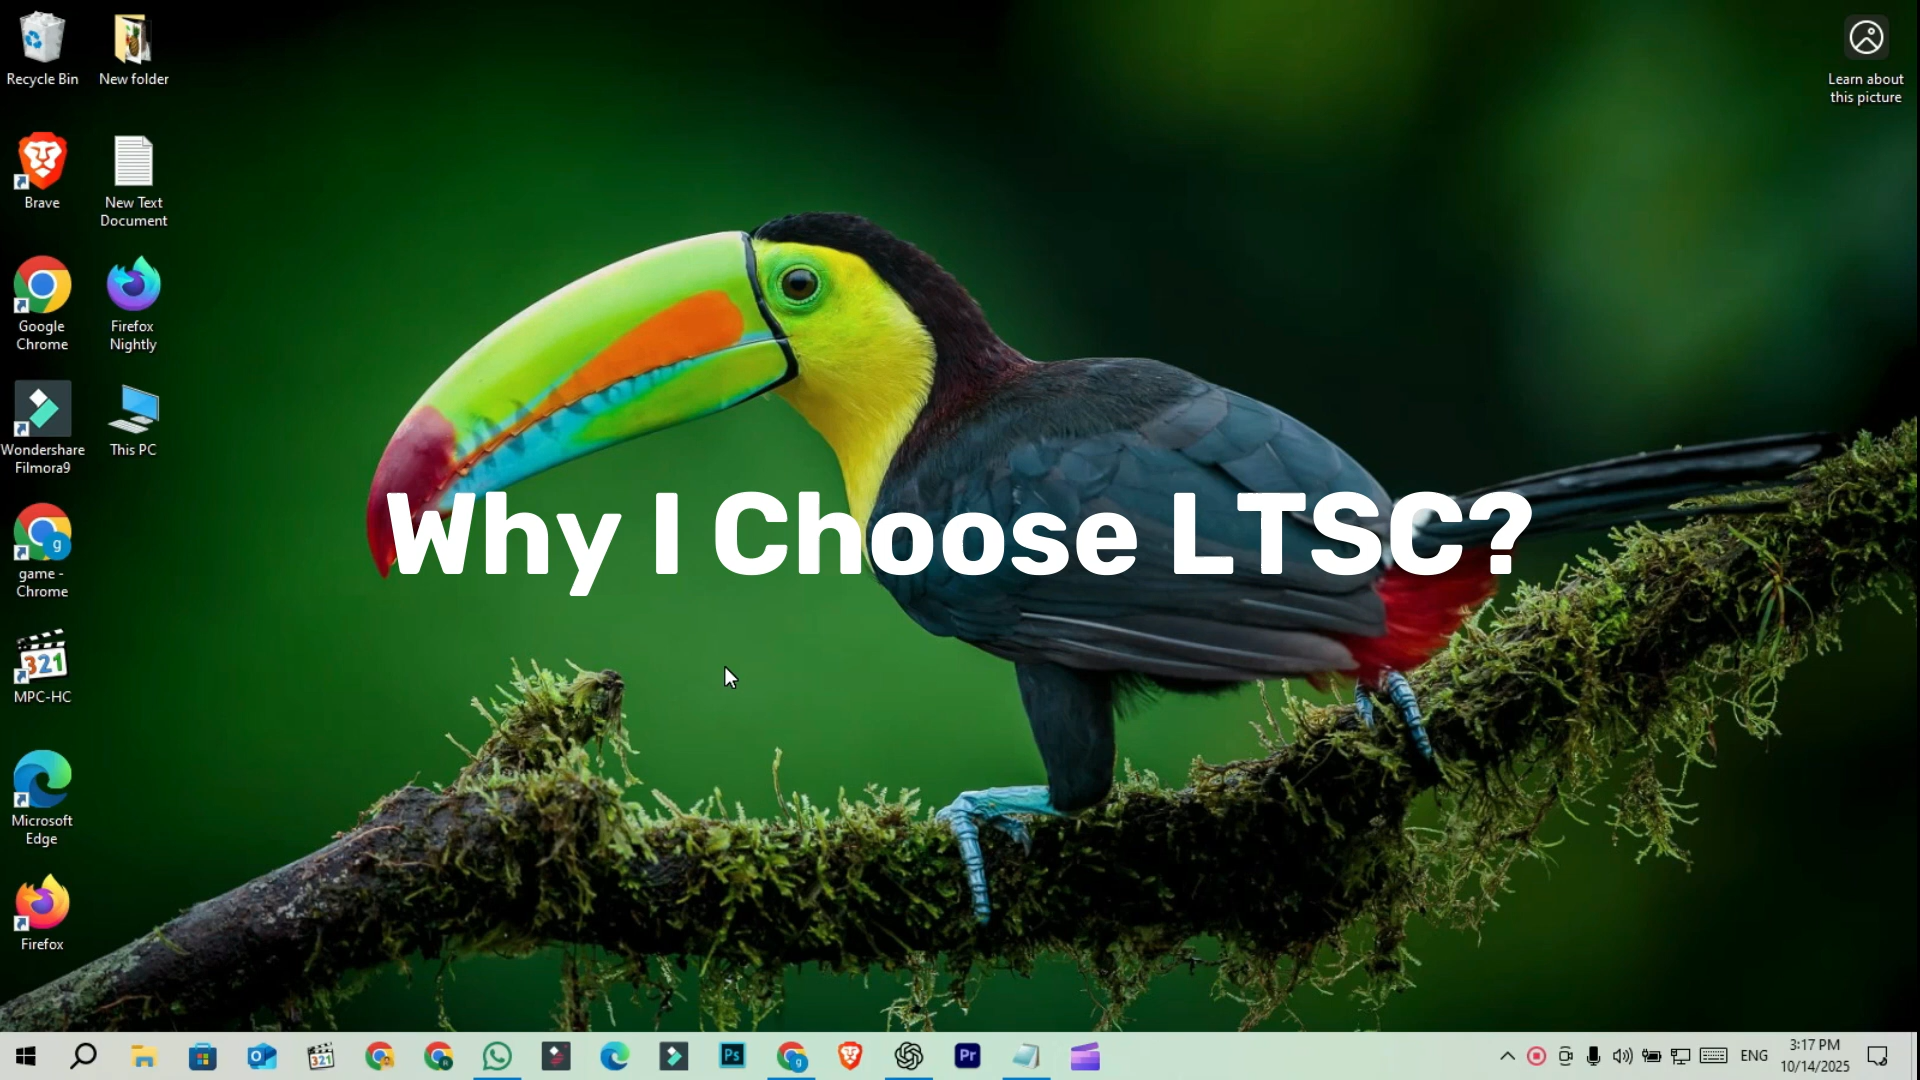 Recycle Bin
New folder
Learn about
this picture
Brave
New Text
Document
Google
Chrome
Firefox
Nightly
Wondershare
Filmora9
This PC
Why I Choose LTSC?
g
game -
Chrome
321
MPC-HC
Microsoft
Edge
Firefox
321
Ps
g
Pr
ENG
3:17 PM
10/14/2025